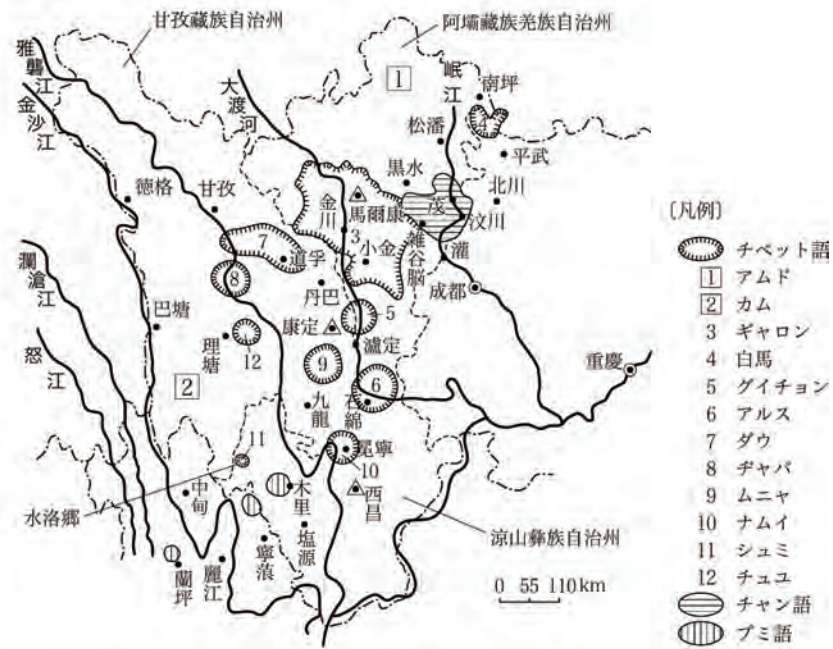 甘孜藏族自治州
阿壩藏族羌族自治州
雅礱江
金沙江
大渡河
1
岷江
南坪
4
松潘
平武
黒水
北川
徳格
甘孜
金川
馬爾康
茂
汶川
3
雑谷脳
灌
小金
7
道孚
8
瀾滄江
丹巴
成都
巴塘
5
康定
瀘定
怒江
理塘
12
9
重慶
2
6
石綿
九龍
11
冕寧
10
中甸
木里
西昌
水洛郷
塩源
涼山彝族自治州
寧蒗
蘭坪
麗江
0 55 110km
〔凡例〕
チベット語
1 アムド
2 カム
3 ギャロン
4 白馬
5 グイチョン
6 アルス
7 ダウ
8 ヂャバ
9 ムニャ
10 ナムイ
11 シュミ
12 チュユ
チャン語
プミ語